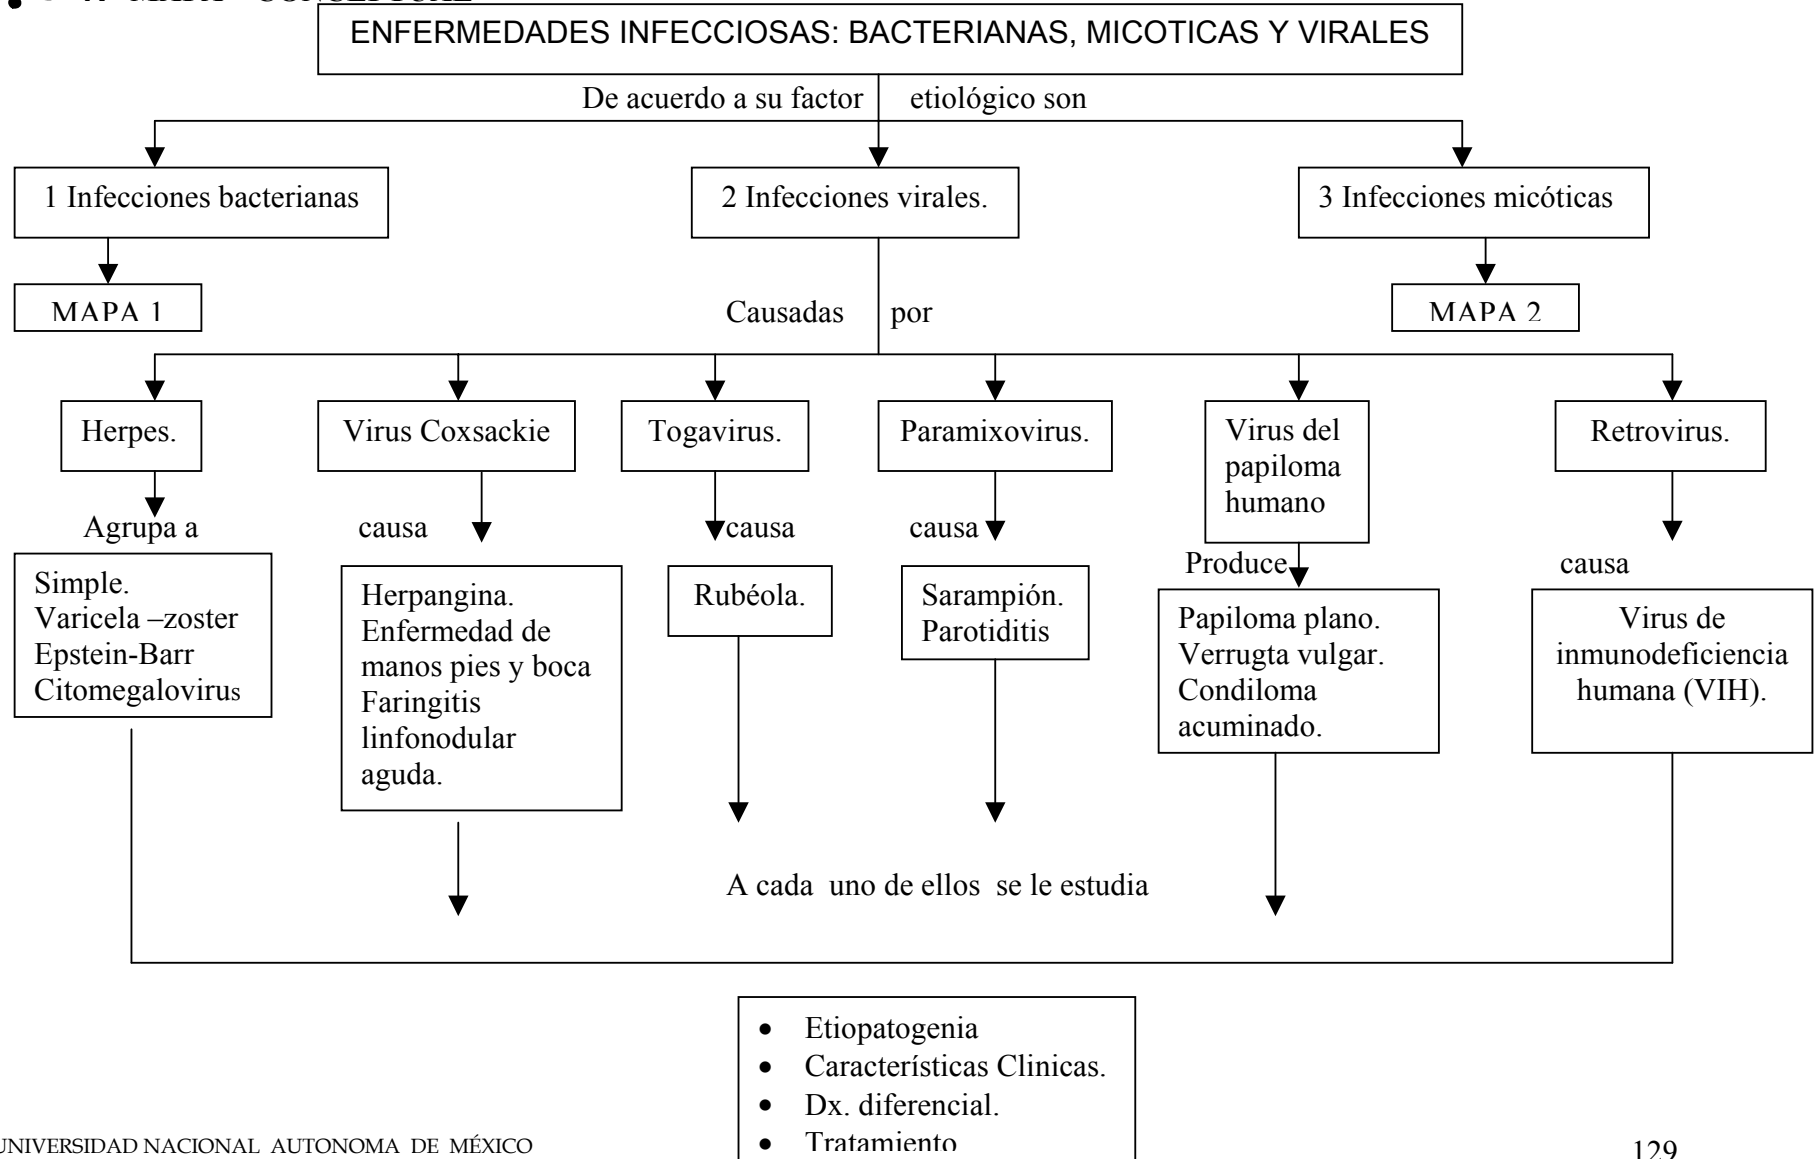 MAPA CONCEPTUAL
ENFERMEDADES INFECCIOSAS: BACTERIANAS, MICOTICAS Y VIRALES
De acuerdo a su factor etiológico son
1 Infecciones bacterianas
2 Infecciones virales.
3 Infecciones micóticas
MAPA 1
Causadas por
MAPA 2
Herpes.
Virus Coxsackie
Togavirus.
Paramixovirus.
Virus del
papiloma
humano
Retrovirus.
Agrupa a
causa
causa
causa
Produce
causa
Simple.
Varicela –zoster
Epstein-Barr
Citomegalovirus
Herpangina.
Enfermedad de
manos pies y boca
Faringitis
linfonodular
aguda.
Rubéola.
Sarampión.
Parotiditis
Papiloma plano.
Verrugta vulgar.
Condiloma
acuminado.
Virus de
inmunodeficiencia
humana (VIH).
A cada uno de ellos se le estudia
• Etiopatogenia
• Características Clinicas.
• Dx. diferencial.
• Tratamiento
UNIVERSIDAD NACIONAL AUTONOMA DE MÉXICO
129